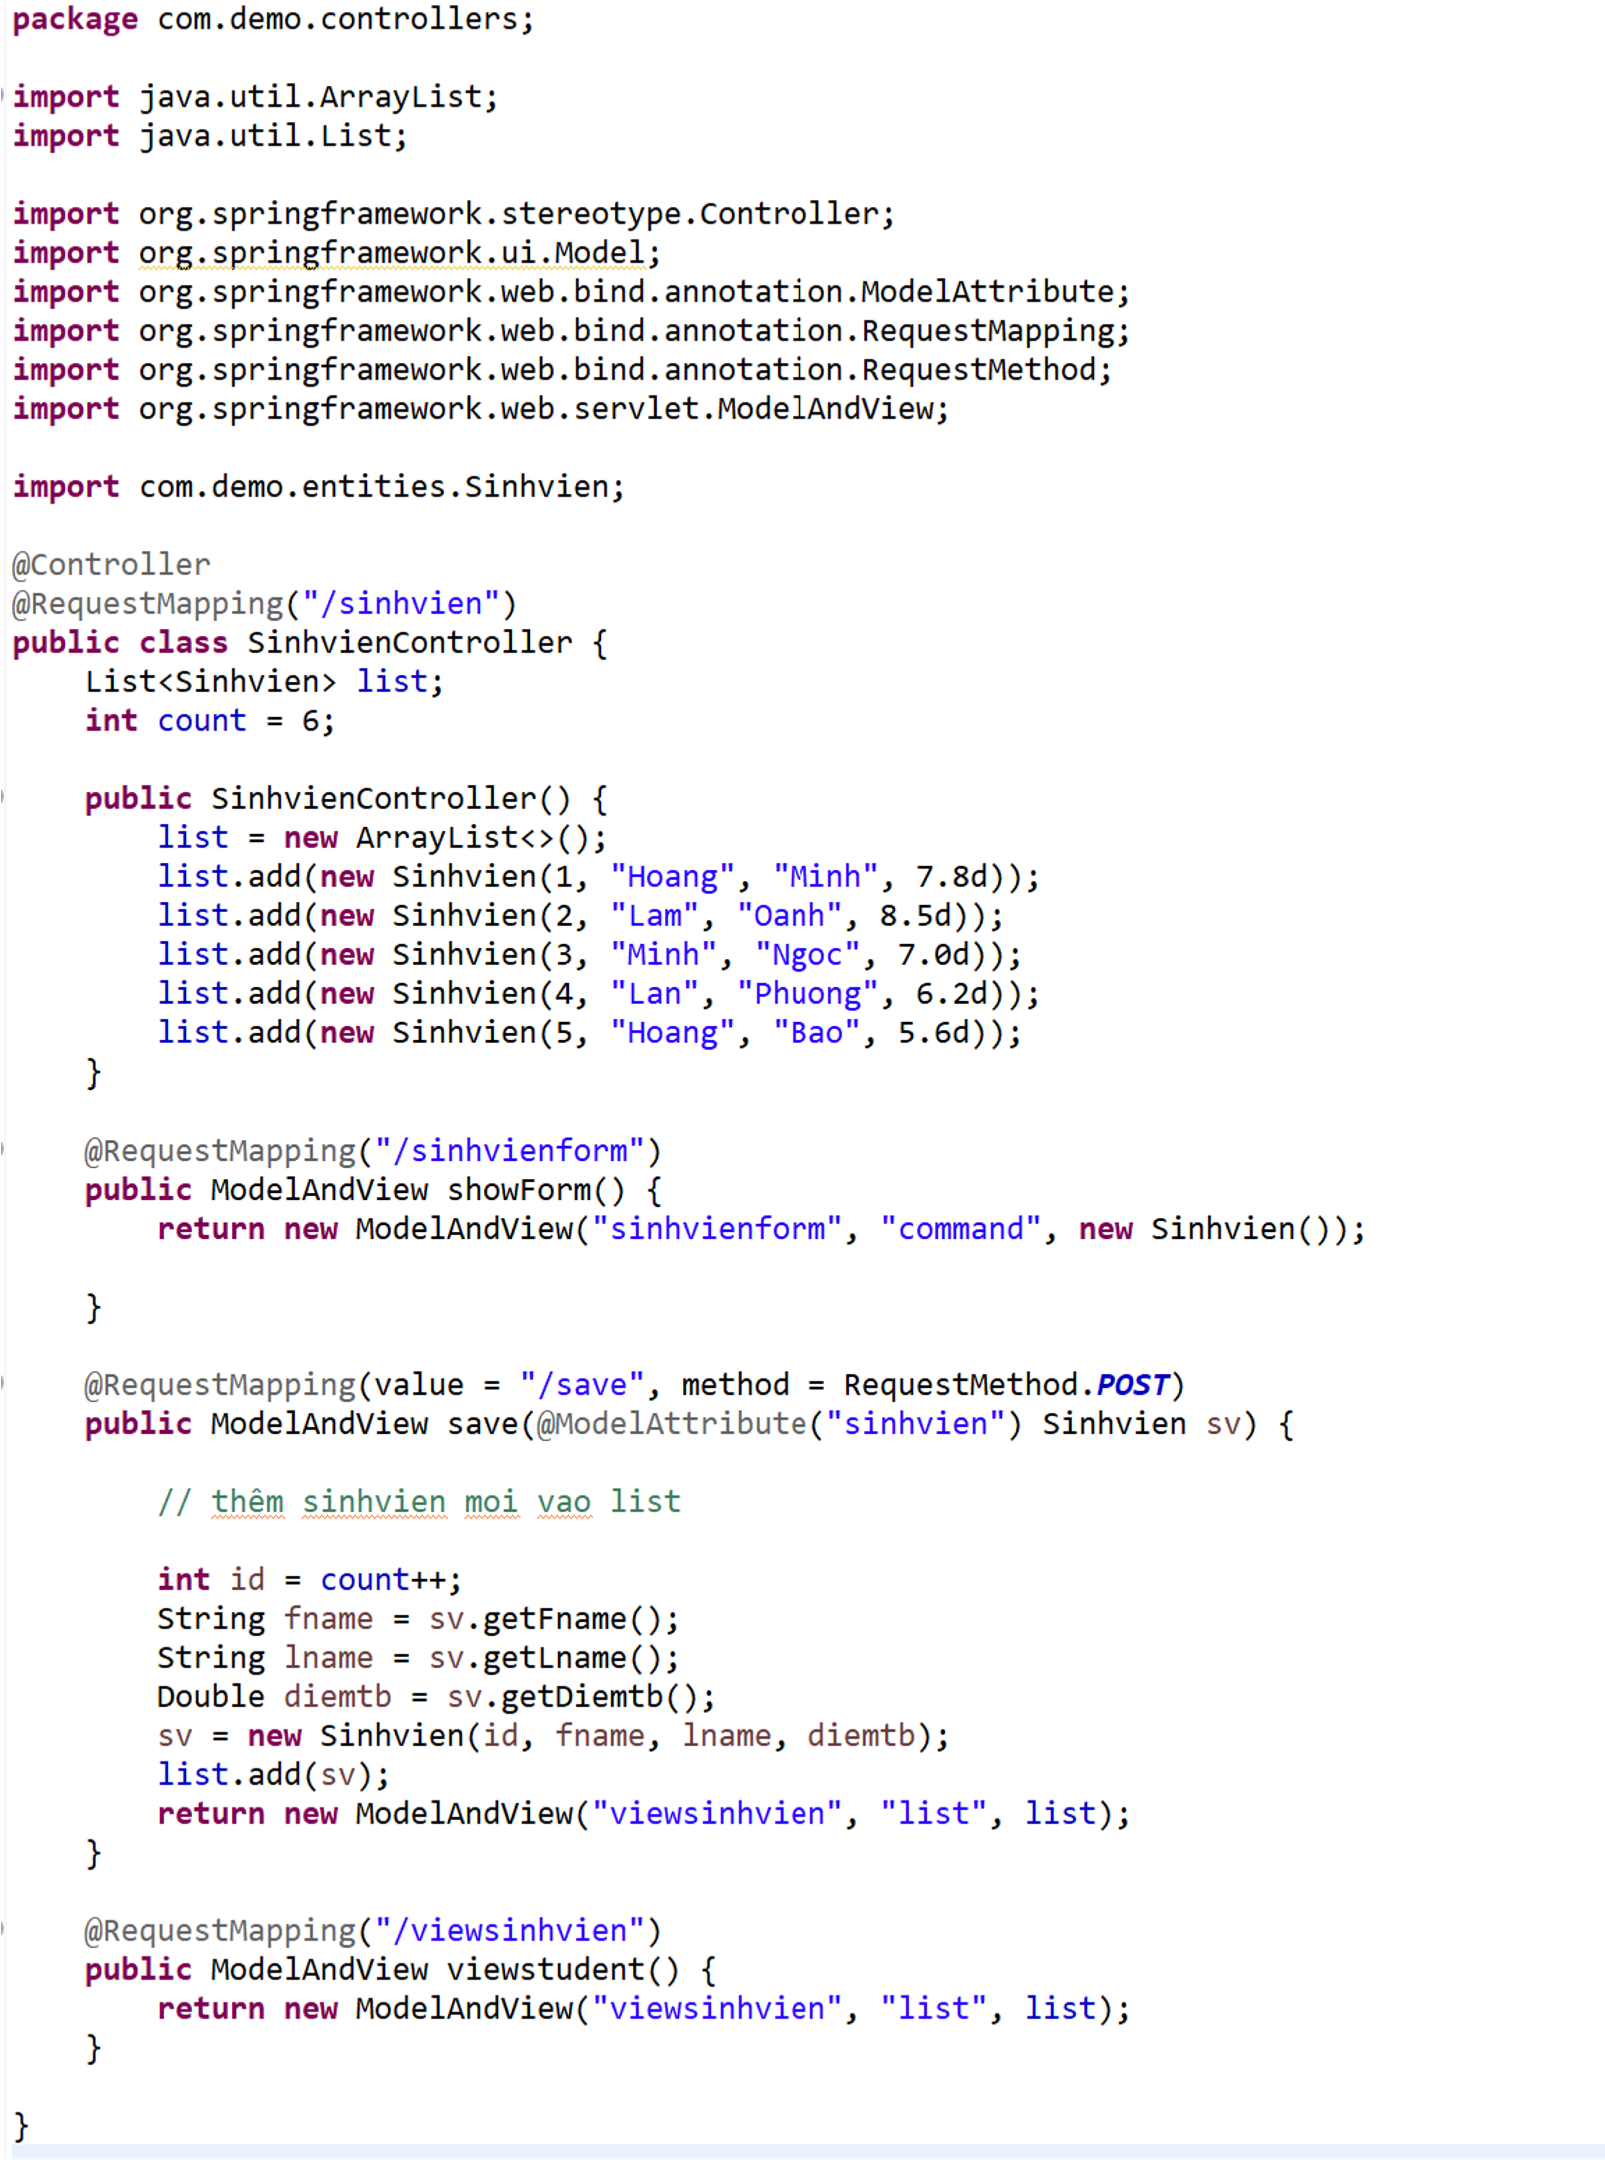 package com.demo.controllers;
import java.util.ArrayList;
import java.util.List;
import org.springframework.stereotype.Controller;
import org.springframework.ui.Model;
import org.springframework.web.bind.annotation.ModelAttribute;
import org.springframework.web.bind.annotation.RequestMapping;
import org.springframework.web.bind.annotation.RequestMethod;
import org.springframework.web.servlet.ModelAndView;
import com.demo.entities.Sinhvien;
@Controller
@RequestMapping("/sinhvien")
public class SinhvienController {
    List<Sinhvien> list;
    int count = 6;
    public SinhvienController() {
        list = new ArrayList<>();
        list.add(new Sinhvien(1, "Hoang", "Minh", 7.8d));
        list.add(new Sinhvien(2, "Lam", "Oanh", 8.5d));
        list.add(new Sinhvien(3, "Minh", "Ngoc", 7.0d));
        list.add(new Sinhvien(4, "Lan", "Phuong", 6.2d));
        list.add(new Sinhvien(5, "Hoang", "Bao", 5.6d));
    }
    @RequestMapping("/sinhvienform")
    public ModelAndView showForm() {
        return new ModelAndView("sinhvienform", "command", new Sinhvien());
    }
    @RequestMapping(value = "/save", method = RequestMethod.POST)
    public ModelAndView save(@ModelAttribute("sinhvien") Sinhvien sv) {
        // thêm sinhvien moi vao list
        int id = count++;
        String fname = sv.getFname();
        String lname = sv.getLname();
        Double diemtb = sv.getDiemtb();
        sv = new Sinhvien(id, fname, lname, diemtb);
        list.add(sv);
        return new ModelAndView("viewsinhvien", "list", list);
    }
    @RequestMapping("/viewsinhvien")
    public ModelAndView viewstudent() {
        return new ModelAndView("viewsinhvien", "list", list);
    }
}